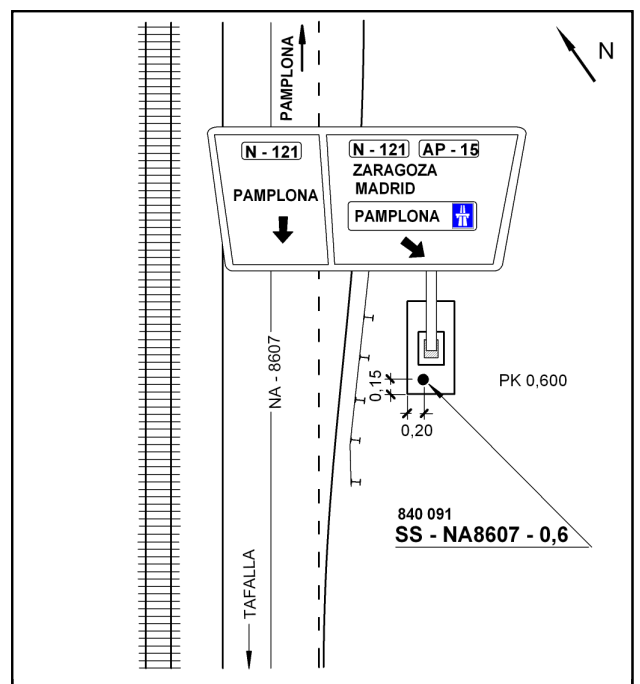 PAMPLONA
N
N - 121
PAMPLONA
N - 121 AP - 15
ZARAGOZA
MADRID
PAMPLONA
NA - 8607
0,15
0,20
PK 0,600
840 091
SS - NA8607 - 0,6
TAFALLA